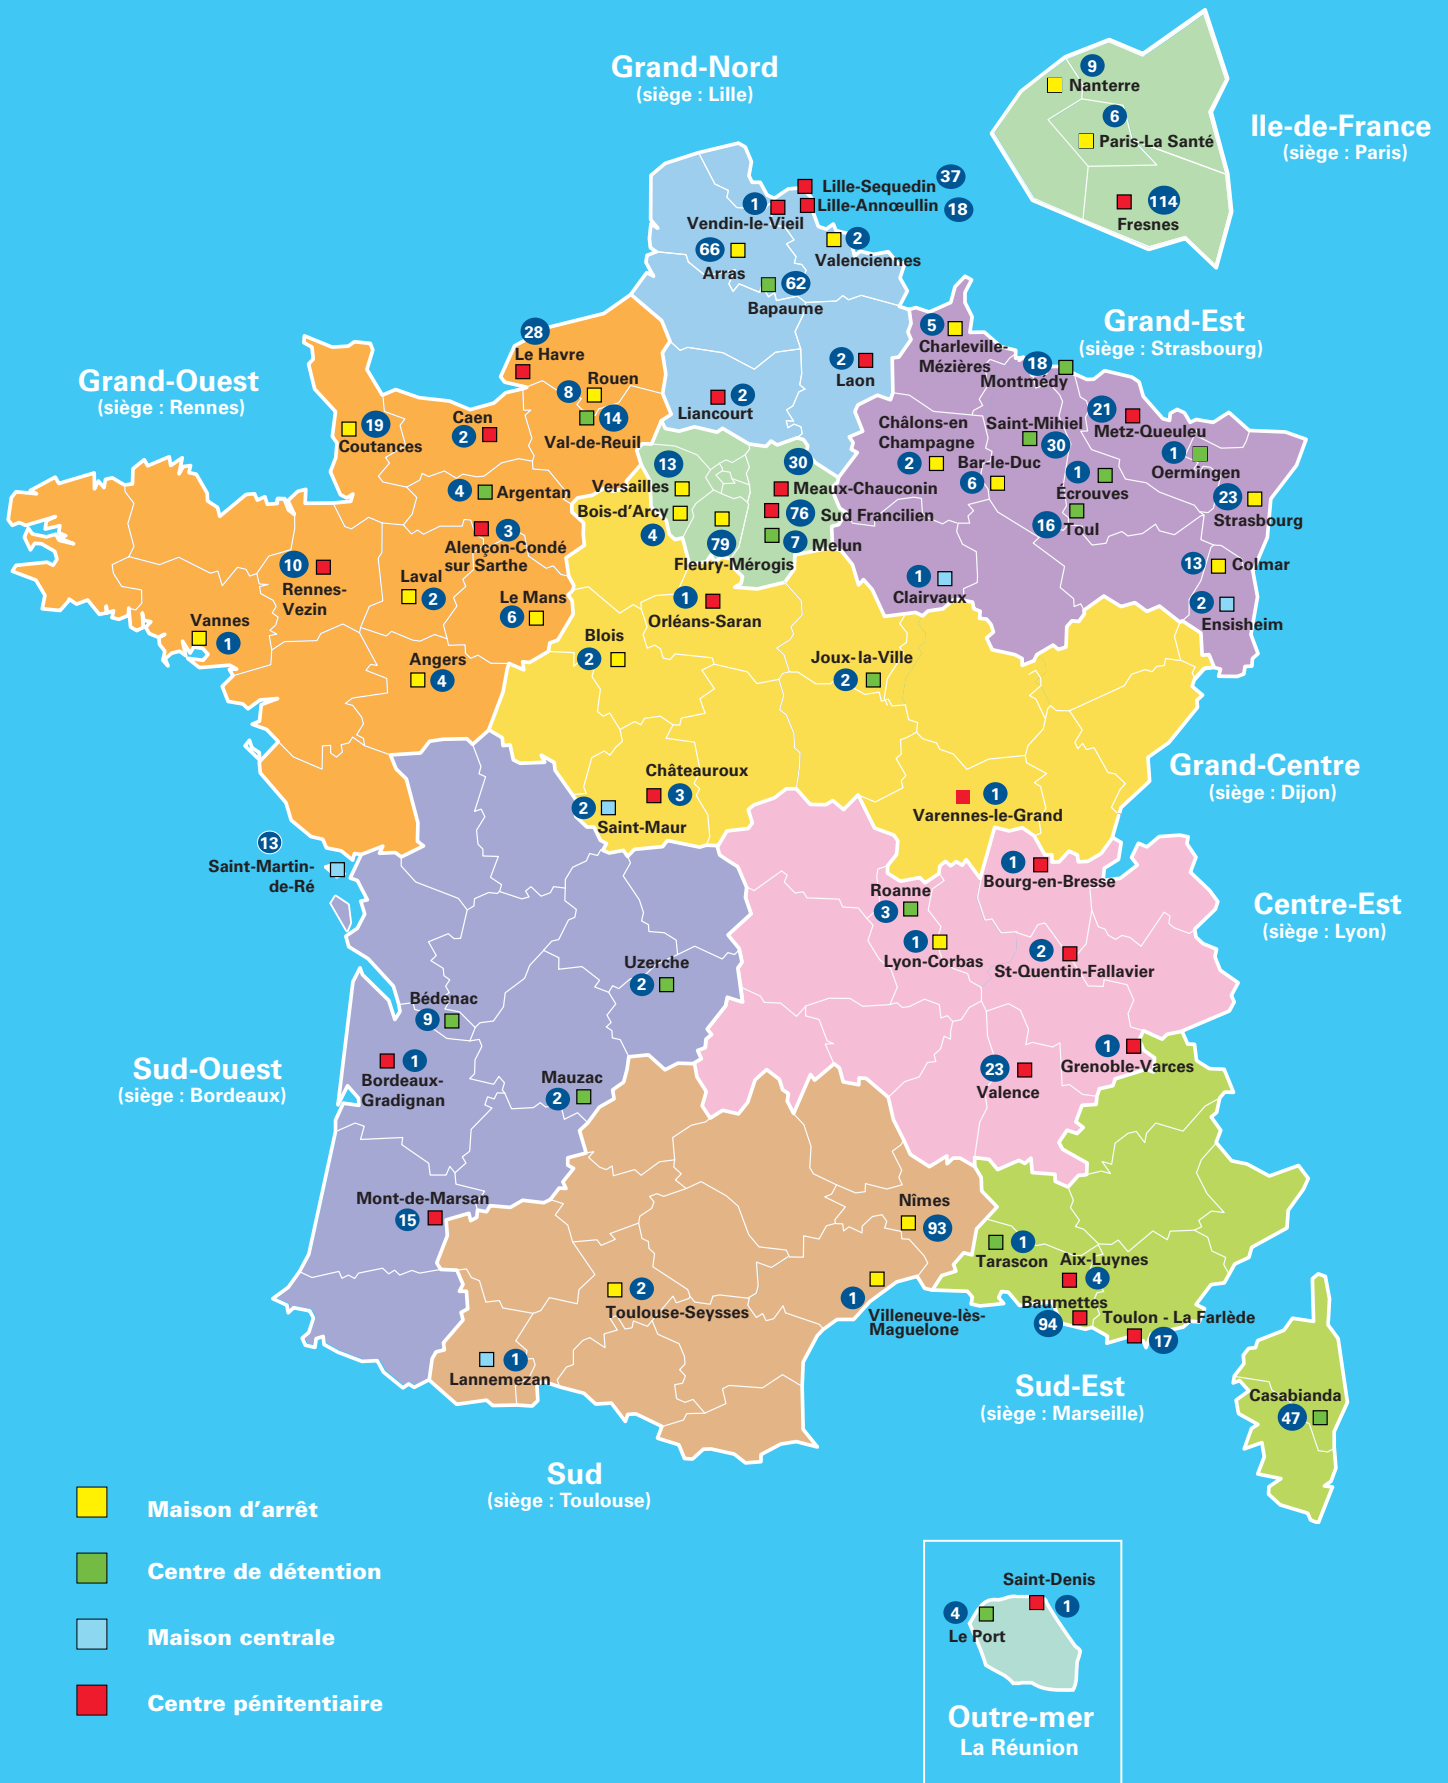 Grand-Nord
(siège : Lille)
9
Nanterre
6
Paris-La Santé
114
Fresnes
Ile-de-France
(siège : Paris)
Lille-Sequedin
37
Lille-Annœullin
18
1
Vendin-le-Vieil
66
Arras
2
Valenciennes
62
Bapaume
2
Laon
2
Liancourt
Grand-Est
(siège : Strasbourg)
5
Charleville-
Mézières
18
Montmédy
21
Metz-Queuleu
Châlons-en
Champagne
2
Saint-Mihiel
30
Bar-le-Duc
6
1
Écrouves
1
Oermingen
16
Toul
23
Strasbourg
13
Colmar
1
Clairvaux
2
Ensisheim
Grand-Ouest
(siège : Rennes)
28
Le Havre
8
Rouen
14
Val-de-Reuil
19
Coutances
Caen
2
4
Argentan
3
Alençon-Condé
sur Sarthe
10
Rennes-
Vezin
Laval
2
Le Mans
6
Vannes
1
Angers
4
13
Versailles
Bois-d'Arcy
4
79
Fleury-Mérogis
30
Meaux-Chauconin
76
Sud Francilien
7
Melun
1
Orléans-Saran
Blois
2
Joux-la-Ville
2
Châteauroux
3
2
Saint-Maur
1
Varennes-le-Grand
Grand-Centre
(siège : Dijon)
13
Saint-Martin-
de-Ré
1
Bourg-en-Bresse
Roanne
3
1
Lyon-Corbas
2
St-Quentin-Fallavier
Centre-Est
(siège : Lyon)
Uzerche
2
Bédenac
9
1
Bordeaux-
Gradignan
Mauzac
2
1
Grenoble-Varces
23
Valence
Sud-Ouest
(siège : Bordeaux)
Mont-de-Marsan
15
Nîmes
93
2
Toulouse-Seysses
1
Villeneuve-lès-
Maguelone
1
Lannemezan
1
Tarascon
Aix-Luynes
4
Baumettes
94
Toulon - La Farlède
17
Sud-Est
(siège : Marseille)
Casabianda
47
Sud
(siège : Toulouse)
Maison d'arrêt
Centre de détention
Maison centrale
Centre pénitentiaire
Saint-Denis
1
4
Le Port
Outre-mer
La Réunion